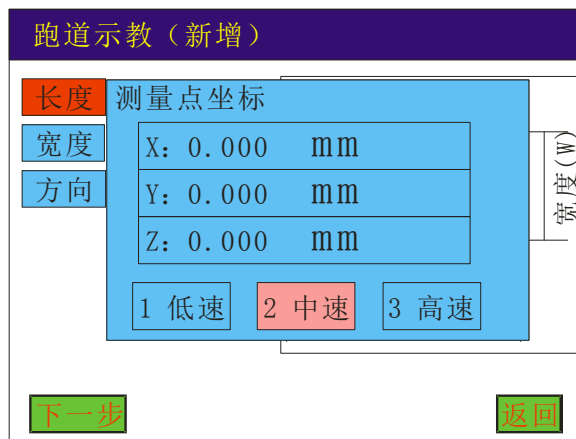 跑道示教（新增）
长度
宽度
方向
测量点坐标
X: 0.000 mm
Y: 0.000 mm
Z: 0.000 mm
1 低速 2 中速 3 高速
宽度(W)
下一步 返回